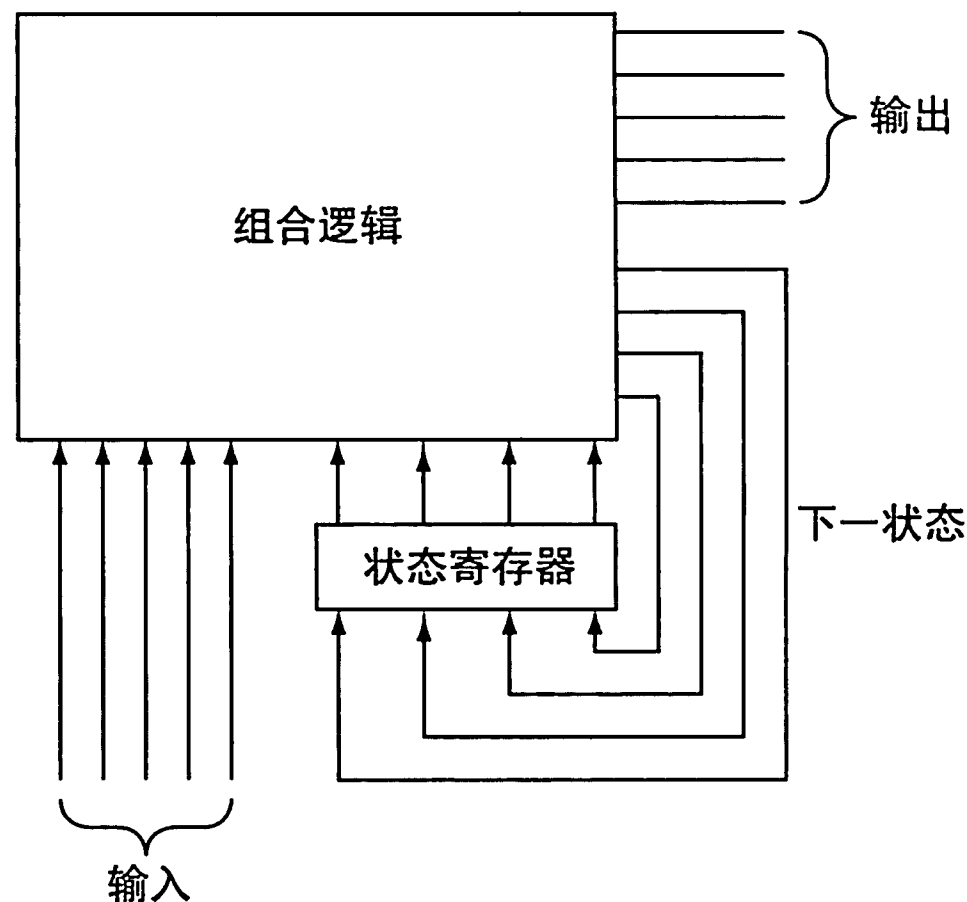 输出
组合逻辑
下一状态
状态寄存器
输入